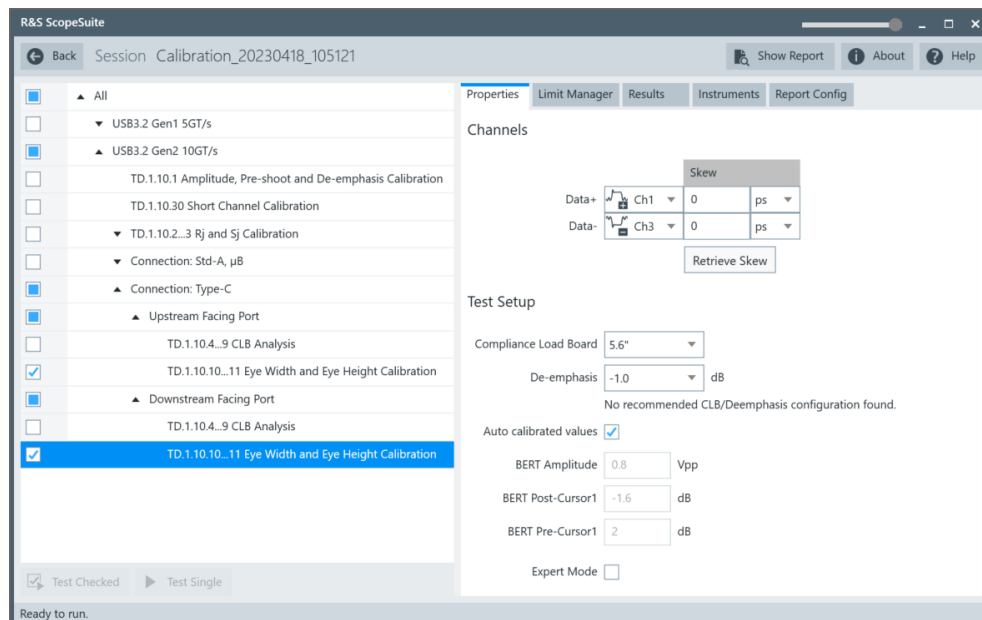 R&S ScopeSuite
Back Session Calibration_20230418_105121 Show Report About Help
All
USB3.2 Gen1 5GT/s
USB3.2 Gen2 10GT/s
TD.1.10.1 Amplitude, Pre-shoot and De-emphasis Calibration
TD.1.10.30 Short Channel Calibration
TD.1.10.2...3 Rj and Sj Calibration
Connection: Std-A, µB
Connection: Type-C
Upstream Facing Port
TD.1.10.4...9 CLB Analysis
TD.1.10.10...11 Eye Width and Eye Height Calibration
Downstream Facing Port
TD.1.10.4...9 CLB Analysis
TD.1.10.10...11 Eye Width and Eye Height Calibration
Test Checked Test Single
Properties Limit Manager Results Instruments Report Config
Channels
Skew
Data+ Ch1 0 ps
Data- Ch3 0 ps
Retrieve Skew
Test Setup
Compliance Load Board 5.6"
De-emphasis -1.0 dB
No recommended CLB/Deemphasis configuration found.
Auto calibrated values
BERT Amplitude 0.8 Vpp
BERT Post-Cursor1 -1.6 dB
BERT Pre-Cursor1 2 dB
Expert Mode
Ready to run.